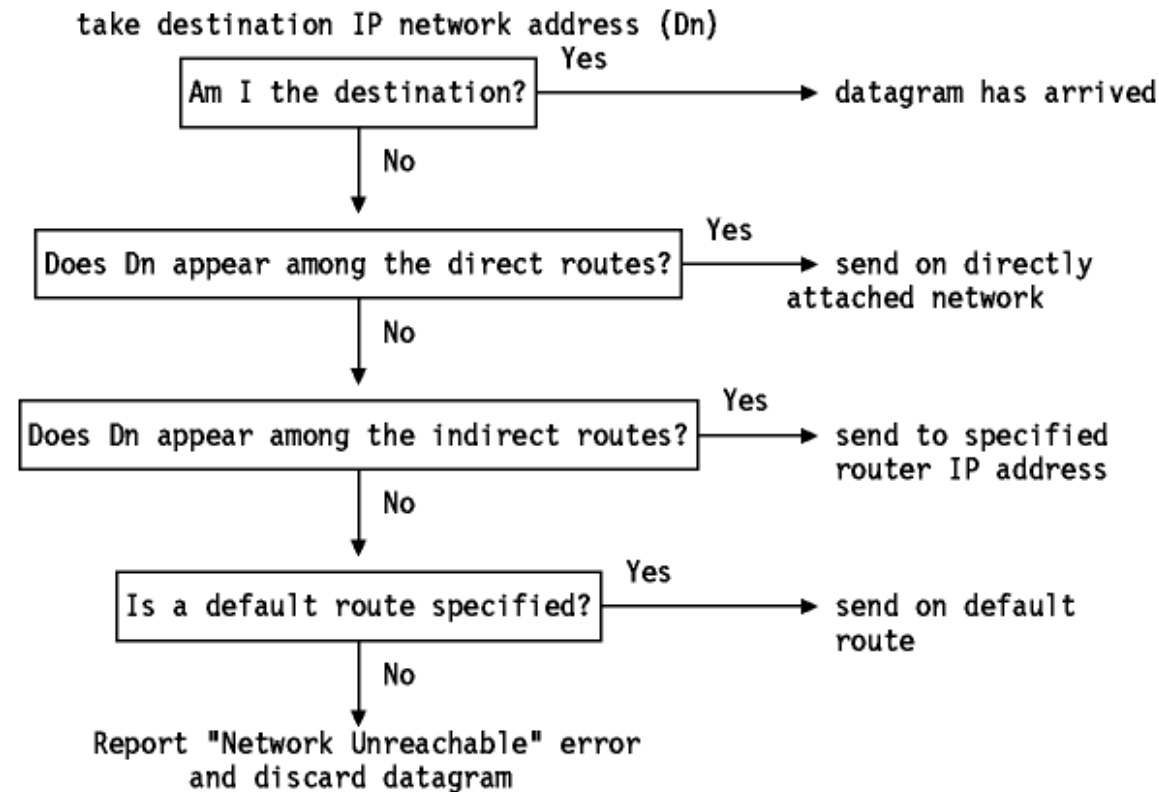 take destination IP network address (Dn)
Yes
Am I the destination?
datagram has arrived
No
Yes
Does Dn appear among the direct routes?
send on directly
attached network
No
Yes
Does Dn appear among the indirect routes?
send to specified
router IP address
No
Yes
Is a default route specified?
send on default
route
No
Report "Network Unreachable" error
and discard datagram